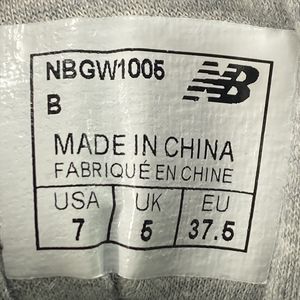 NBGW1005
B
MADE IN CHINA
FABRIQUÉ EN CHINE
USA UK EU
7 5 37.5